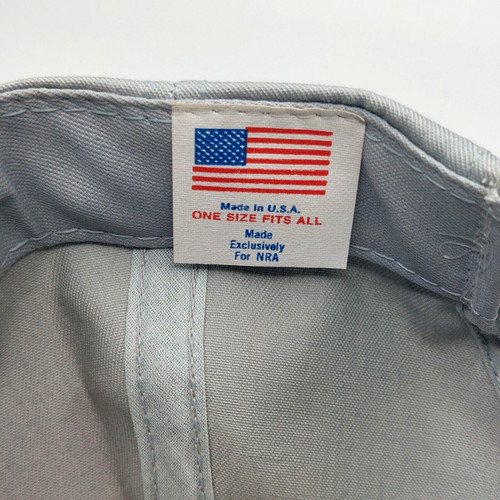 Made In U.S.A.
ONE SIZE FITS ALL
Made
Exclusively
For NRA